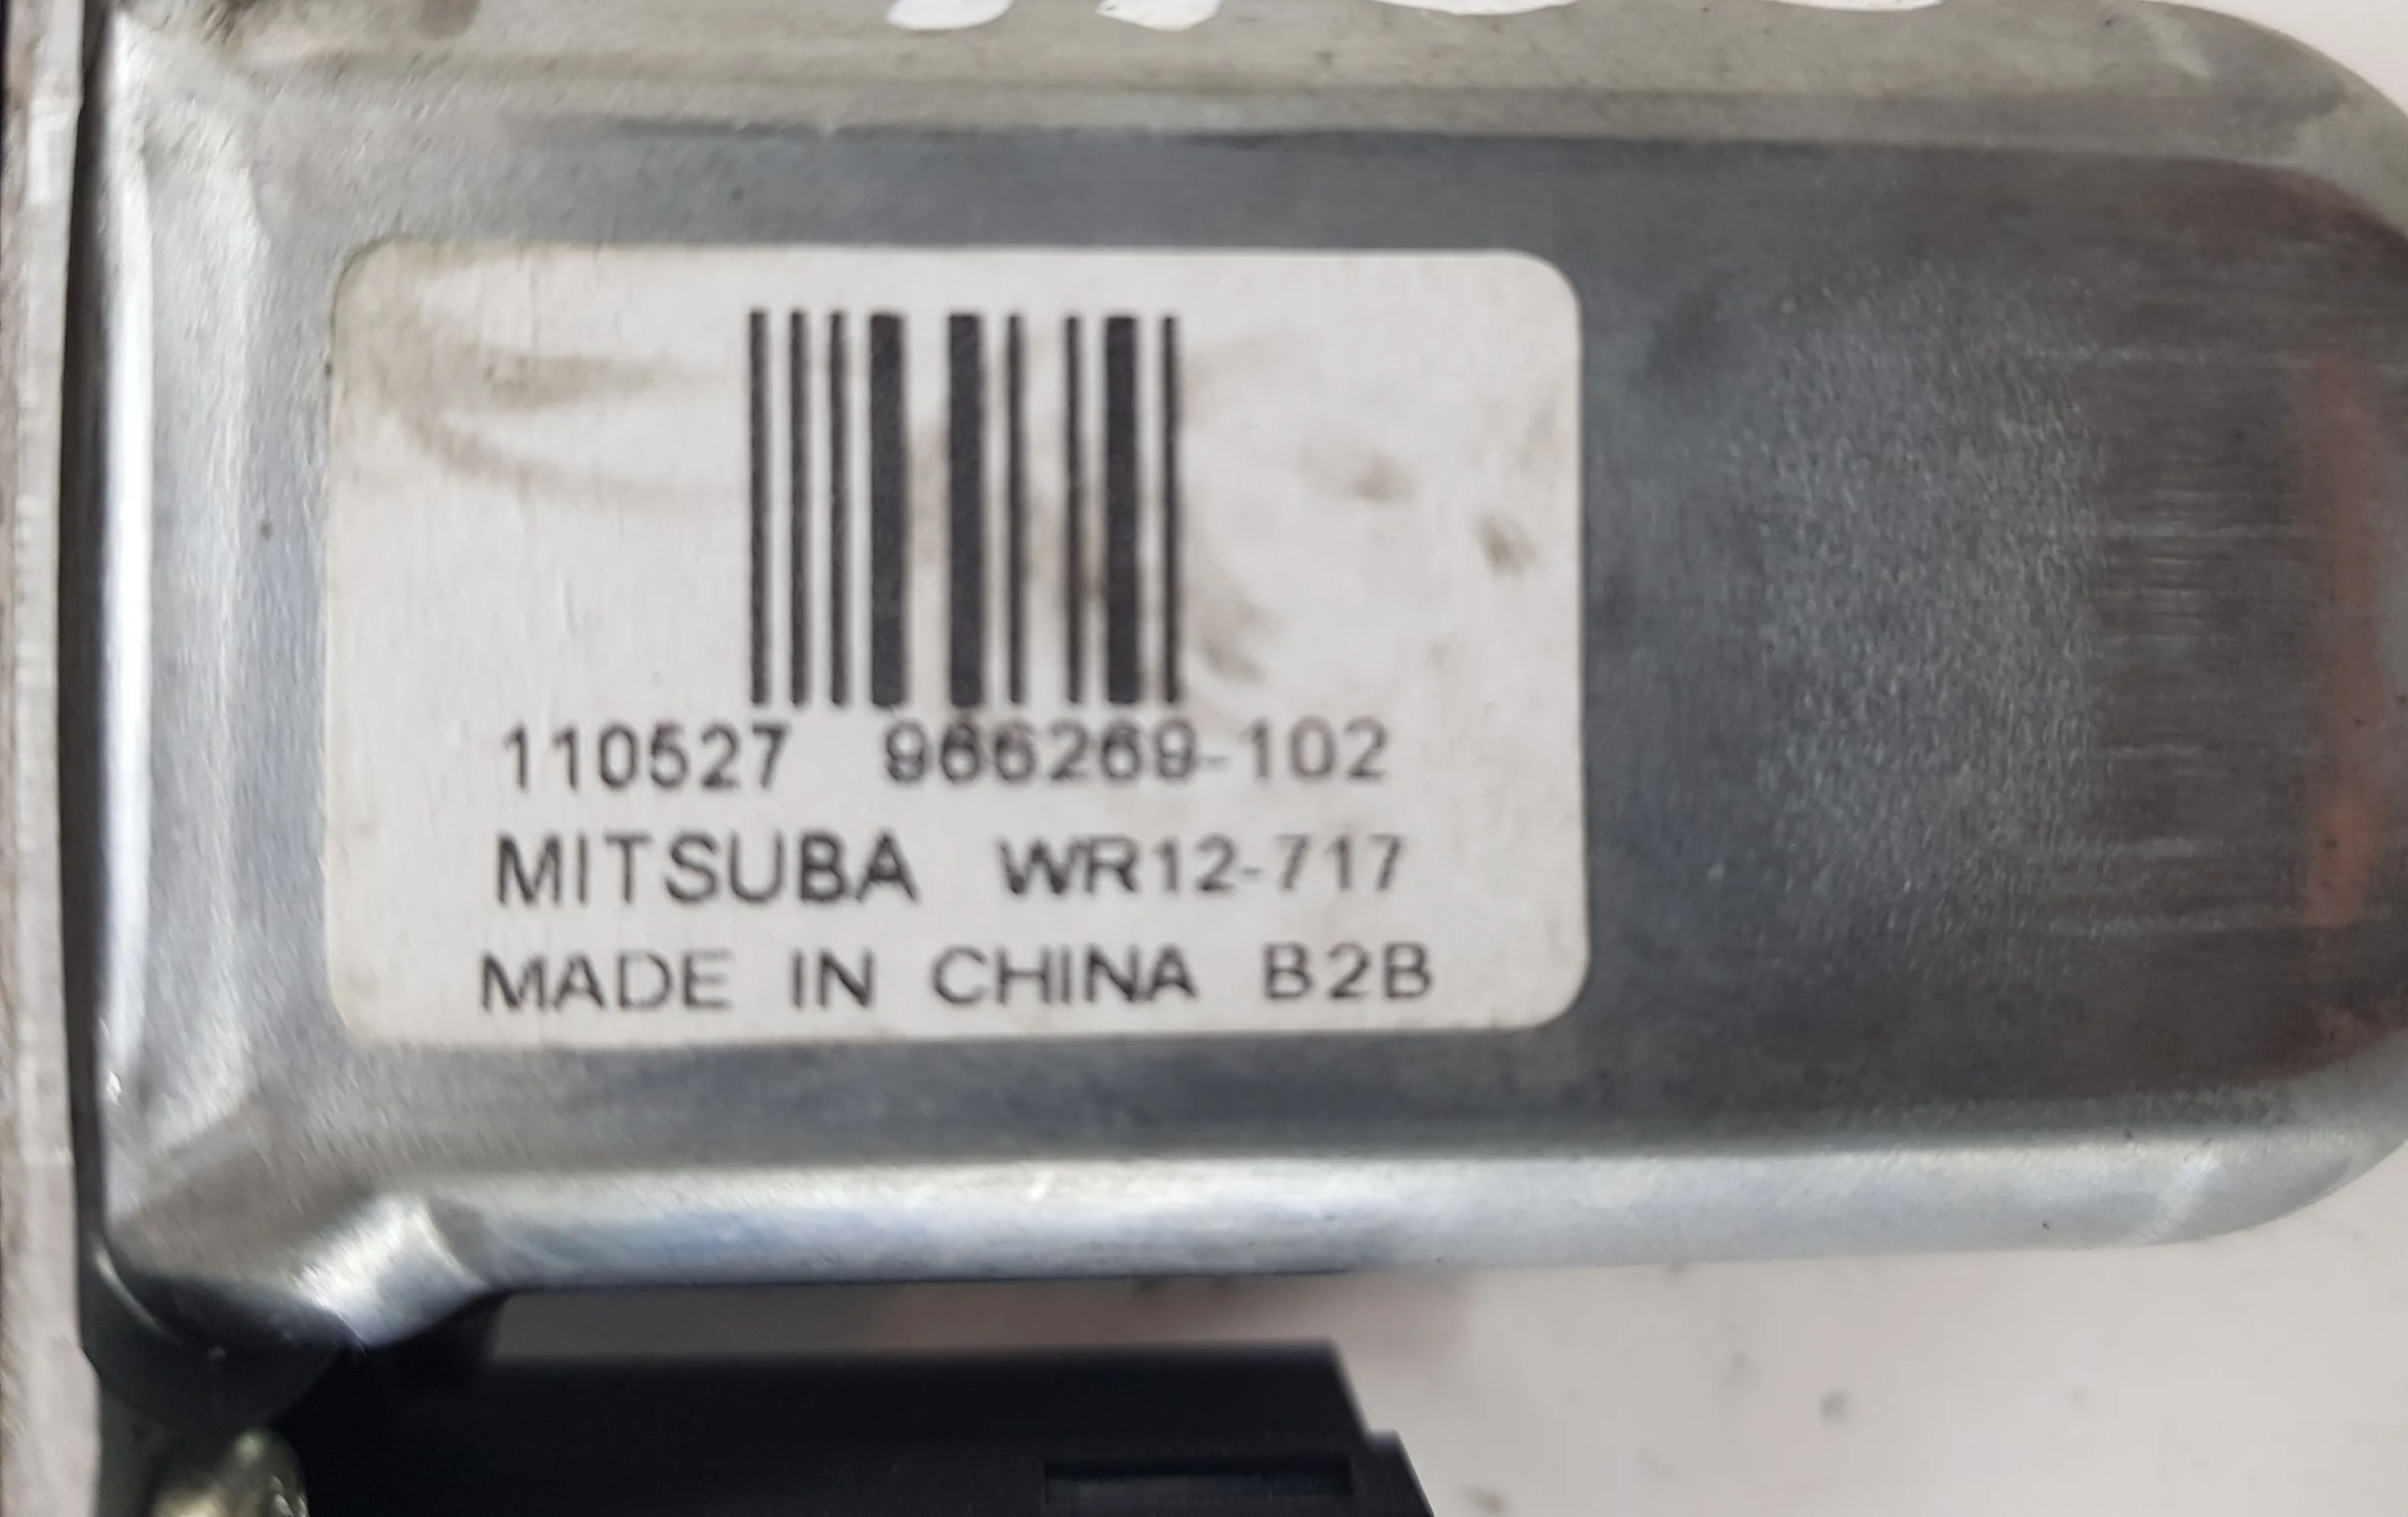 110527 966269-102
MITSUBA WR12-717
MADE IN CHINA B2B